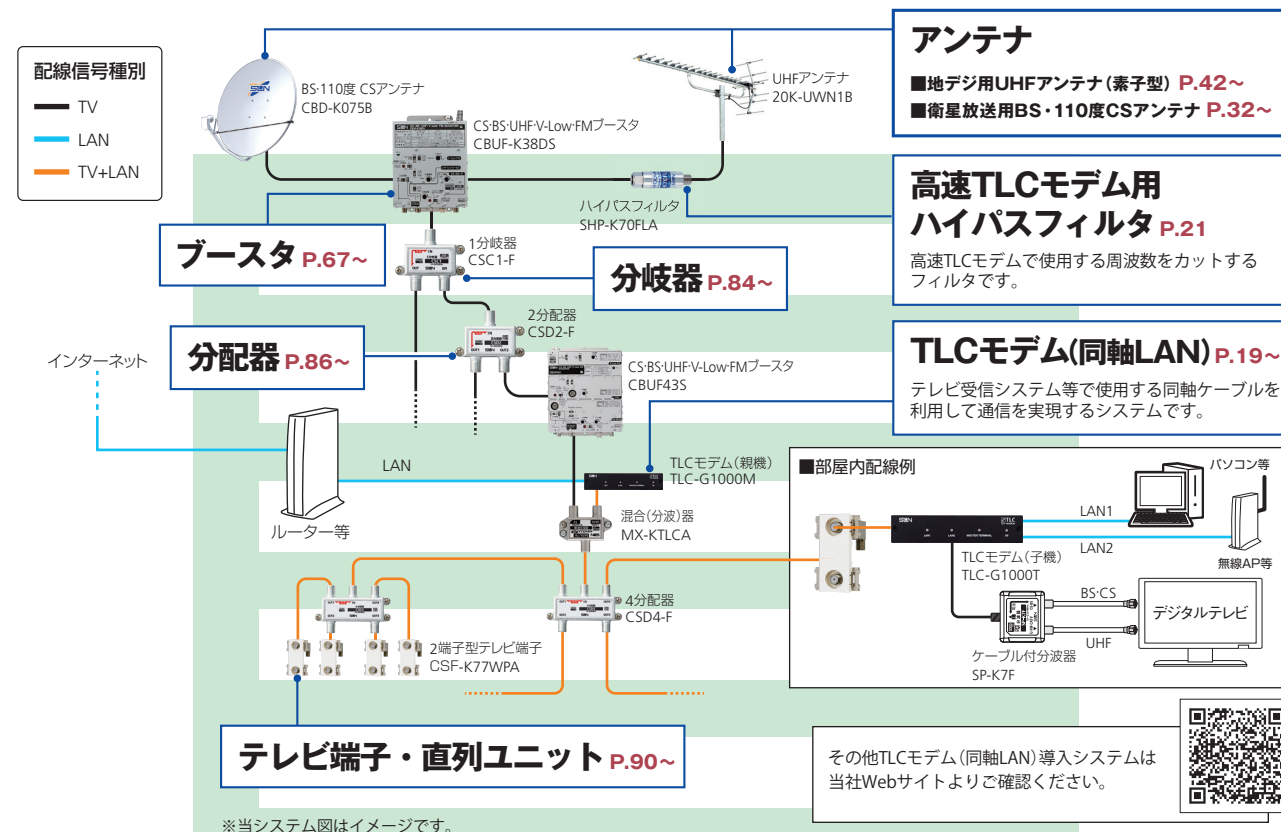 配線信号種別
TV
LAN
TV+LAN
BS･110度 CSアンテナ
CBD-K075B
CS･BS･UHF･V-Low･FMブースタ
CBUF-K38DS
UHFアンテナ
20K-UWN1B
ハイパスフィルタ
SHP-K70FLA
アンテナ
■地デジ用UHFアンテナ（素子型） P.42～
■衛星放送用BS・110度CSアンテナ P.32～
高速TLCモデム用
ハイパスフィルタ P.21
高速TLCモデムで使用する周波数をカットする
フィルタです。
ブースタ P.67～
1分岐器
CSC1-F
分岐器 P.84～
2分配器
CSD2-F
分配器 P.86～
CS･BS･UHF･V-Low･FMブースタ
CBUF43S
TLCモデム(同軸LAN) P.19～
テレビ受信システム等で使用する同軸ケーブルを
利用して通信を実現するシステムです。
インターネット
LAN
ルーター等
TLCモデム（親機）
TLC-G1000M
混合（分波）器
MX-KTLCA
4分配器
CSD4-F
2端子型テレビ端子
CSF-K77WPA
■部屋内配線例
パソコン等
LAN1
LAN2
無線AP等
TLCモデム（子機）
TLC-G1000T
BS･CS
UHF
デジタルテレビ
ケーブル付分波器
SP-K7F
テレビ端子・直列ユニット P.90～
その他TLCモデム（同軸LAN）導入システムは
当社Webサイトよりご確認ください。
※当システム図はイメージです。